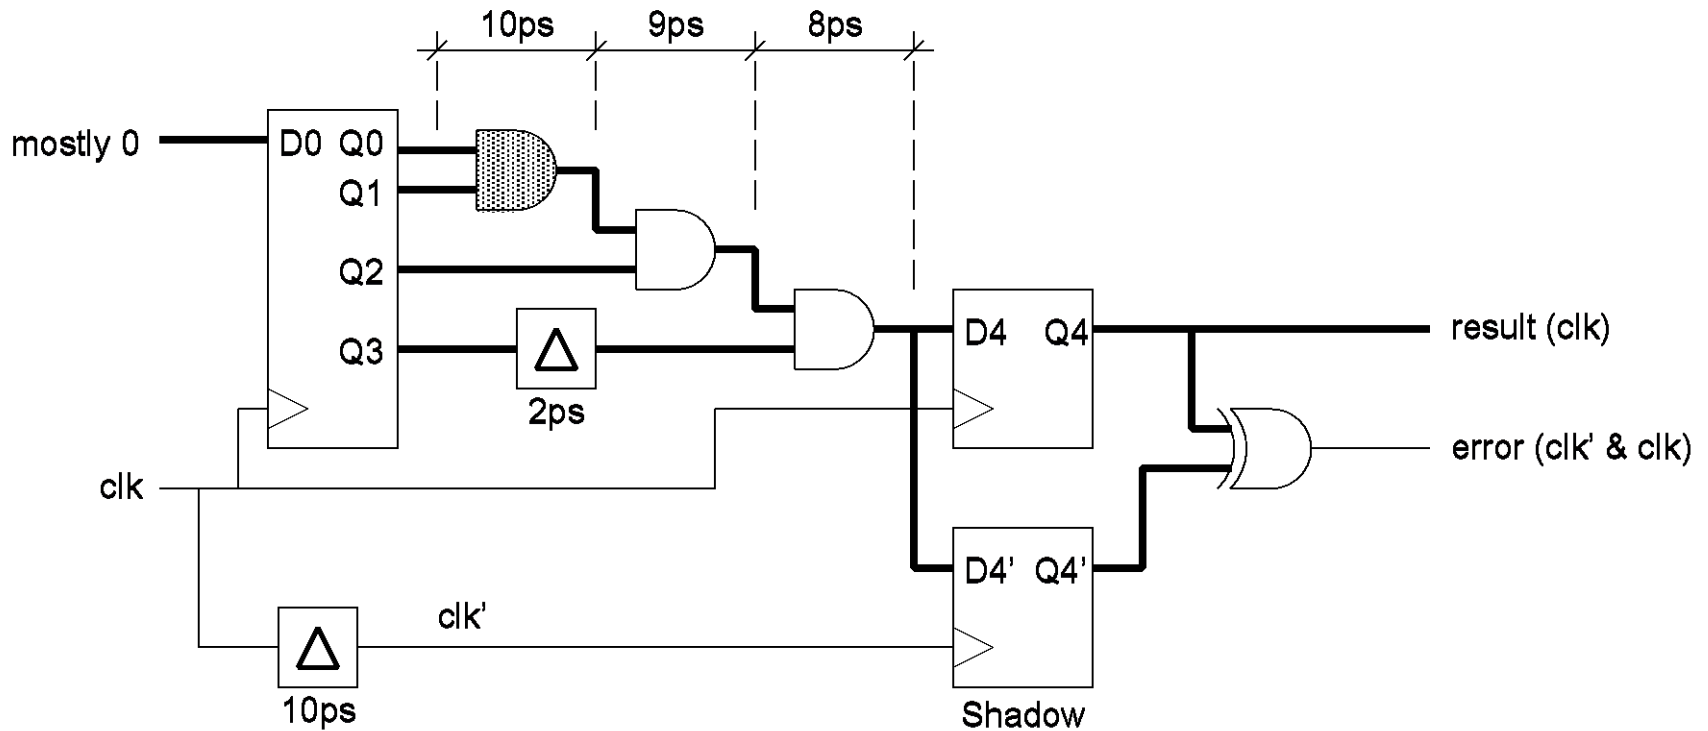 10ps 9ps 8ps
mostly 0
D0 Q0
Q1
Q2
Q3
Δ
2ps
D4 Q4
result (clk)
clk
error (clk' & clk)
D4' Q4'
clk'
Δ
10ps
Shadow